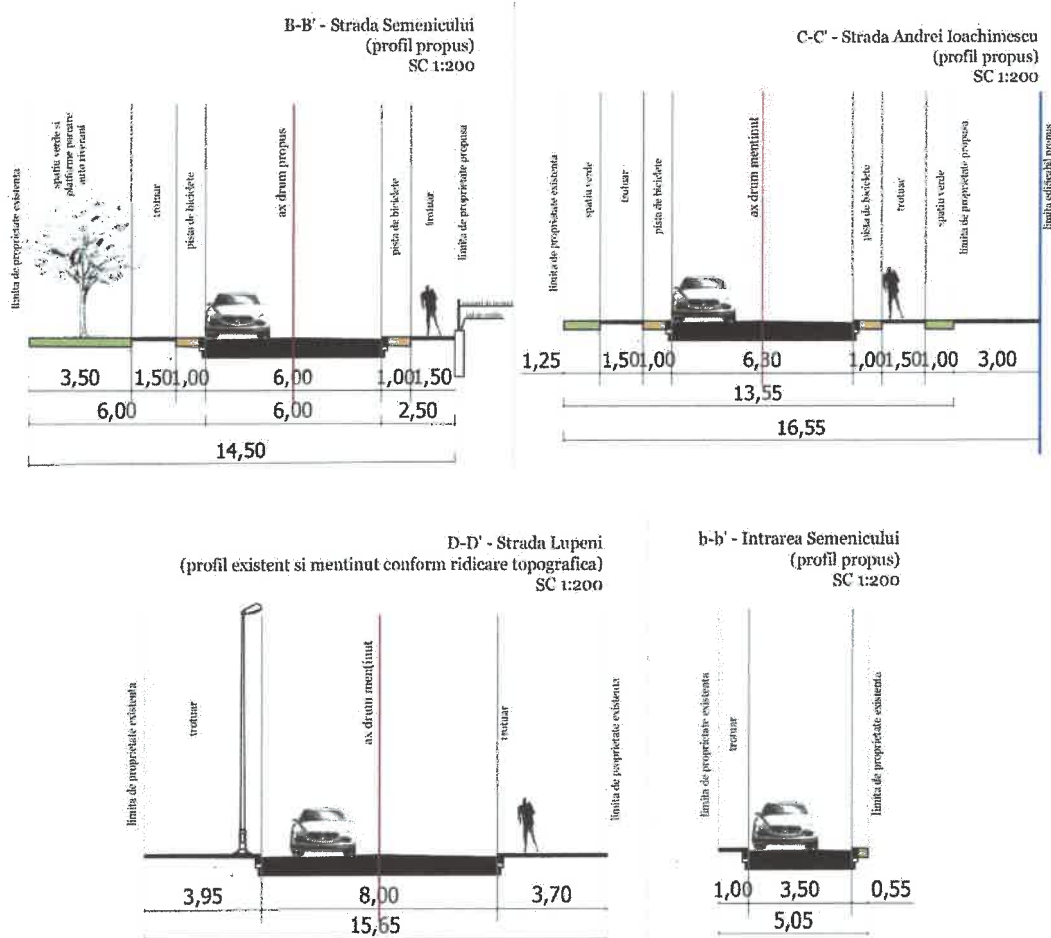 B-B' - Strada Semenicului
(profil propus)
SC 1:200
limita de proprietate existenta
spatiu verde si
platforme parcare
auto riverani
trotuar
pista de biciclete
ax drum propus
pista de biciclete
trotuar
limita de proprietate propusa
3,50 1,50 1,00 6,00 1,00 1,50
6,00 6,00 2,50
14,50
C-C' - Strada Andrei Ioachimescu
(profil propus)
SC 1:200
limita de proprietate existenta
spatiu verde
trotuar
pista de biciclete
ax drum mentinut
pista de biciclete
trotuar
spatiu verde
limita de proprietate propusa
limita edificabil propus
1,25 1,50 1,00 6,30 1,00 1,50 1,00 3,00
13,55
16,55
D-D' - Strada Lupeni
(profil existent si mentinut conform ridicare topografica)
SC 1:200
limita de proprietate existenta
trotuar
ax drum mentinut
trotuar
limita de proprietate existenta
3,95 8,00 3,70
15,65
b-b' - Intrarea Semenicului
(profil propus)
SC 1:200
limita de proprietate existenta
trotuar
limita de proprietate existenta
1,00 3,50 0,55
5,05